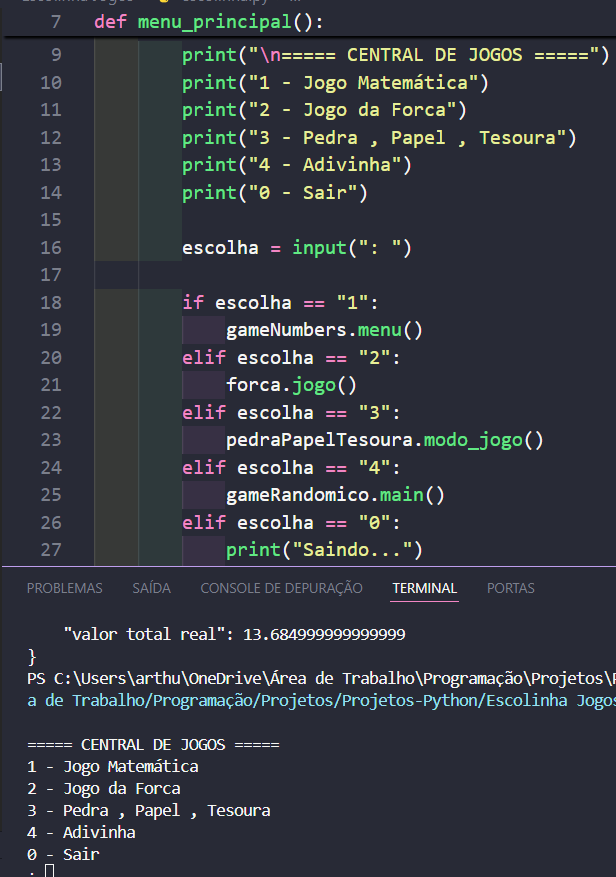 7 def menu_principal():
9 print("\n===== CENTRAL DE JOGOS =====")
10 print("1 - Jogo Matemática")
11 print("2 - Jogo da Forca")
12 print("3 - Pedra , Papel , Tesoura")
13 print("4 - Adivinha")
14 print("0 - Sair")
15
16 escolha = input(": ")
17
18 if escolha == "1":
19 gameNumbers.menu()
20 elif escolha == "2":
21 forca.jogo()
22 elif escolha == "3":
23 pedraPapelTesoura.modo_jogo()
24 elif escolha == "4":
25 gameRandomico.main()
26 elif escolha == "0":
27 print("Saindo...")
PROBLEMAS SAÍDA CONSOLE DE DEPURAÇÃO TERMINAL PORTAS
"valor total real": 13.684999999999999
}
PS C:\Users\arthu\OneDrive\Área de Trabalho\Programação\Projetos\
a de Trabalho/Programação/Projetos/Projetos-Python/Escolinha Jogos
===== CENTRAL DE JOGOS =====
1 - Jogo Matemática
2 - Jogo da Forca
3 - Pedra , Papel , Tesoura
4 - Adivinha
0 - Sair
: